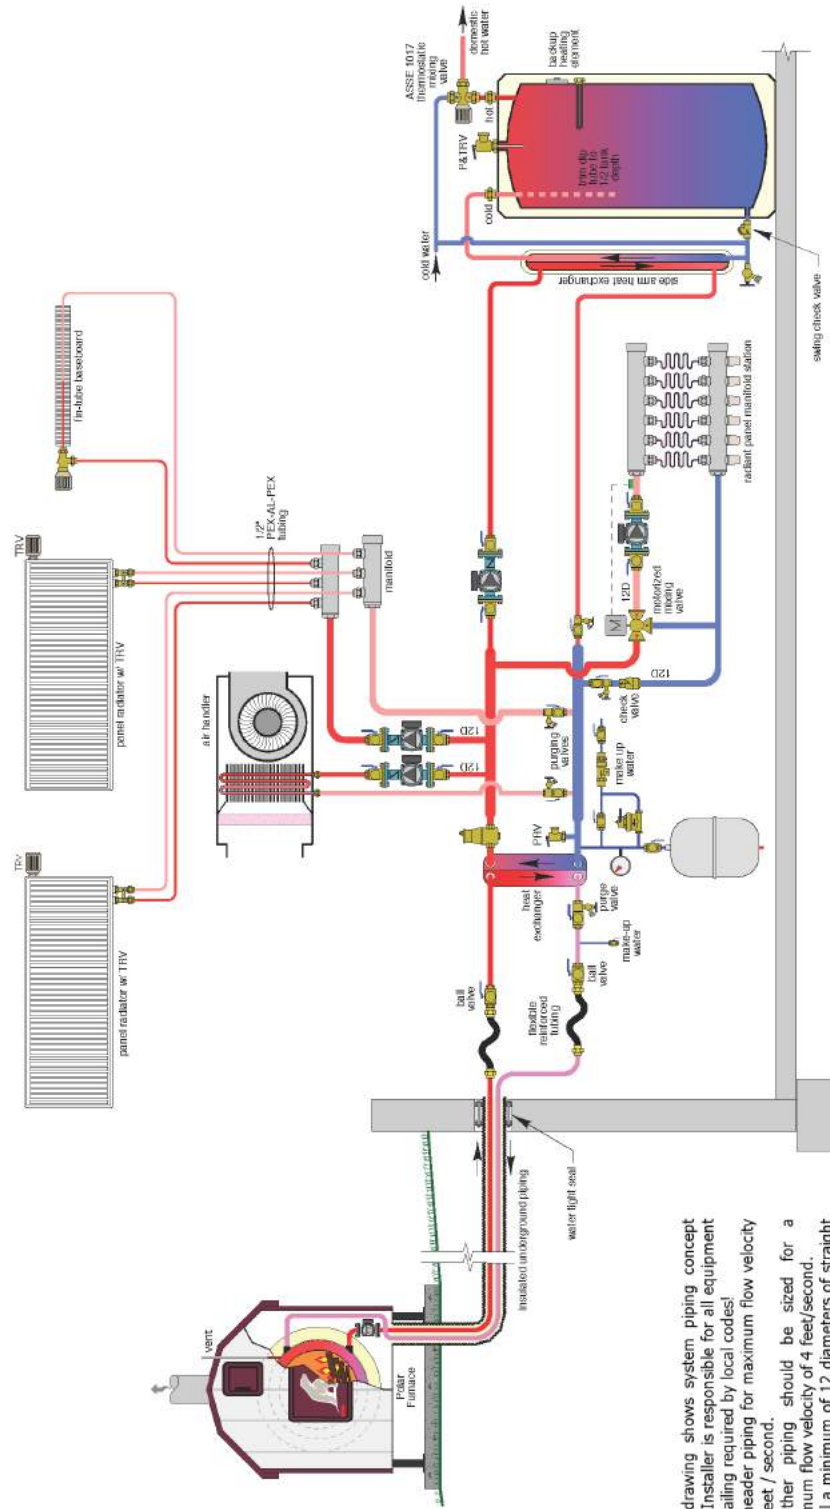 vent
Polar
Furnace
insulated underground piping
water tight seal
ball
valve
flexible
reinforced
tubing
ball
valve
make-up
water
purge
valve
heat
exchanger
PRV
purging
valves
make up
water
12D
12D
air handler
panel radiator w/ TRV
TRV
panel radiator w/ TRV
TRV
1/2"
PEX-AL-PEX
tubing
manifold
fin-tube baseboard
check
valve
12D
12D
M
motorized
mixing
valve
radiant panel manifold station
side arm heat exchanger
cold water
cold
P&TRV
hot
ASSE 1017
thermostatic
mixing
valve
domestic
hot water
backup
heating
element
trim dip
tube to
1/2 tank
depth
swing check valve
drawing shows system piping concept
Installer is responsible for all equipment
ailing required by local codes!
header piping for maximum flow velocity
eet / second.
ther piping should be sized for a
num flow velocity of 4 feet/second.
a minimum of 12 diameters of straight